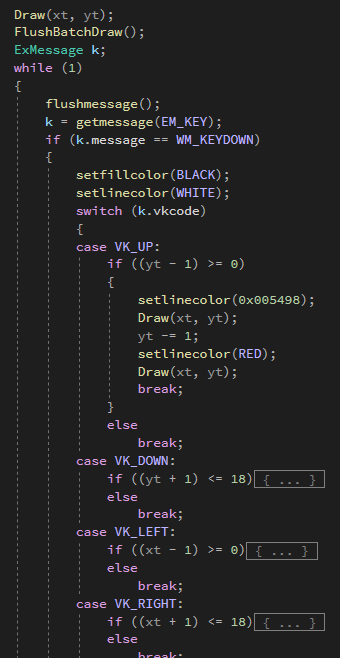 Draw(xt, yt);
FlushBatchDraw();
ExMessage k;
while (1)
{
flushmessage();
k = getmessage(EM_KEY);
if (k.message == WM_KEYDOWN)
{
setfillcolor(BLACK);
setlinecolor(WHITE);
switch (k.vkcode)
{
case VK_UP:
if ((yt - 1) >= 0)
{
setlinecolor(0x005498);
Draw(xt, yt);
yt -= 1;
setlinecolor(RED);
Draw(xt, yt);
break;
}
else
break;
case VK_DOWN:
if ((yt + 1) <= 18){ ... }
else
break;
case VK_LEFT:
if ((xt - 1) >= 0){ ... }
else
break;
case VK_RIGHT:
if ((xt + 1) <= 18){ ... }
else
break;